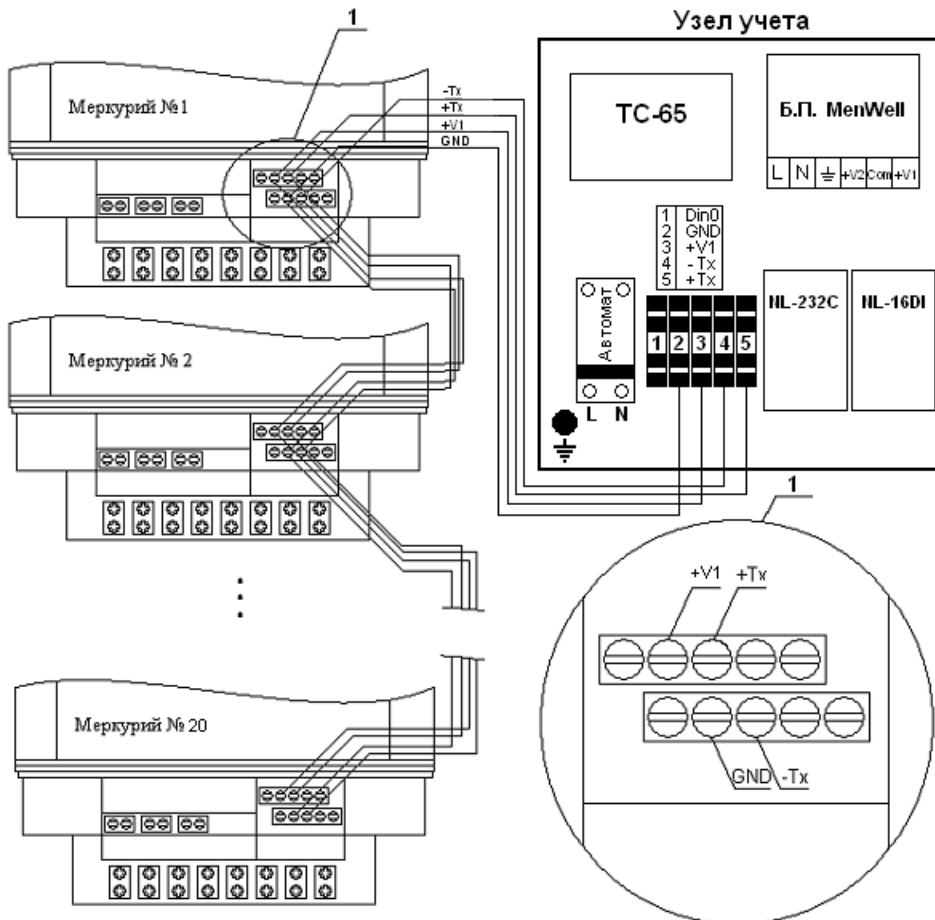 1
Узел учета
Меркурий №1
-Tx
+Tx
+V1
GND
TC-65
Б.П. MenWell
L N +V2 Com +V1
1 Din0
2 GND
3 +V1
4 -Tx
5 +Tx
Автомат
L N
1 2 3 4 5
NL-232C
NL-16DI
Меркурий № 2
1
+V1 +Tx
GND -Tx
Меркурий № 20